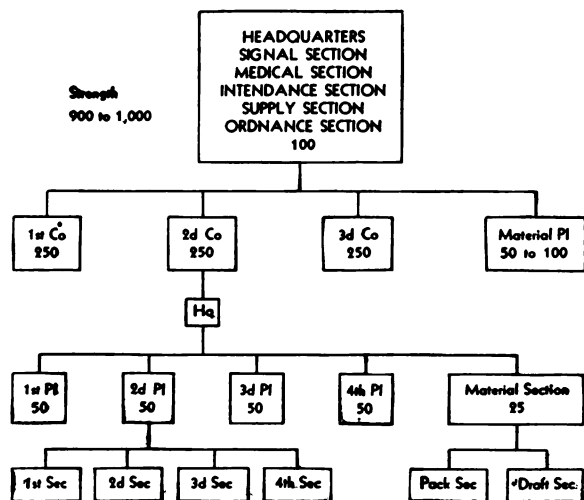 HEADQUARTERS
SIGNAL SECTION
MEDICAL SECTION
INTENDANCE SECTION
SUPPLY SECTION
ORDNANCE SECTION
100
Strength
900 to 1,000
1st Co
250
2d Co
250
3d Co
250
Material Pl
50 to 100
Hq
1st Pl
50
2d Pl
50
3d Pl
50
4th Pl
50
Material Section
25
1st Sec
2d Sec
3d Sec
4th Sec
Pack Sec
Draft Sec